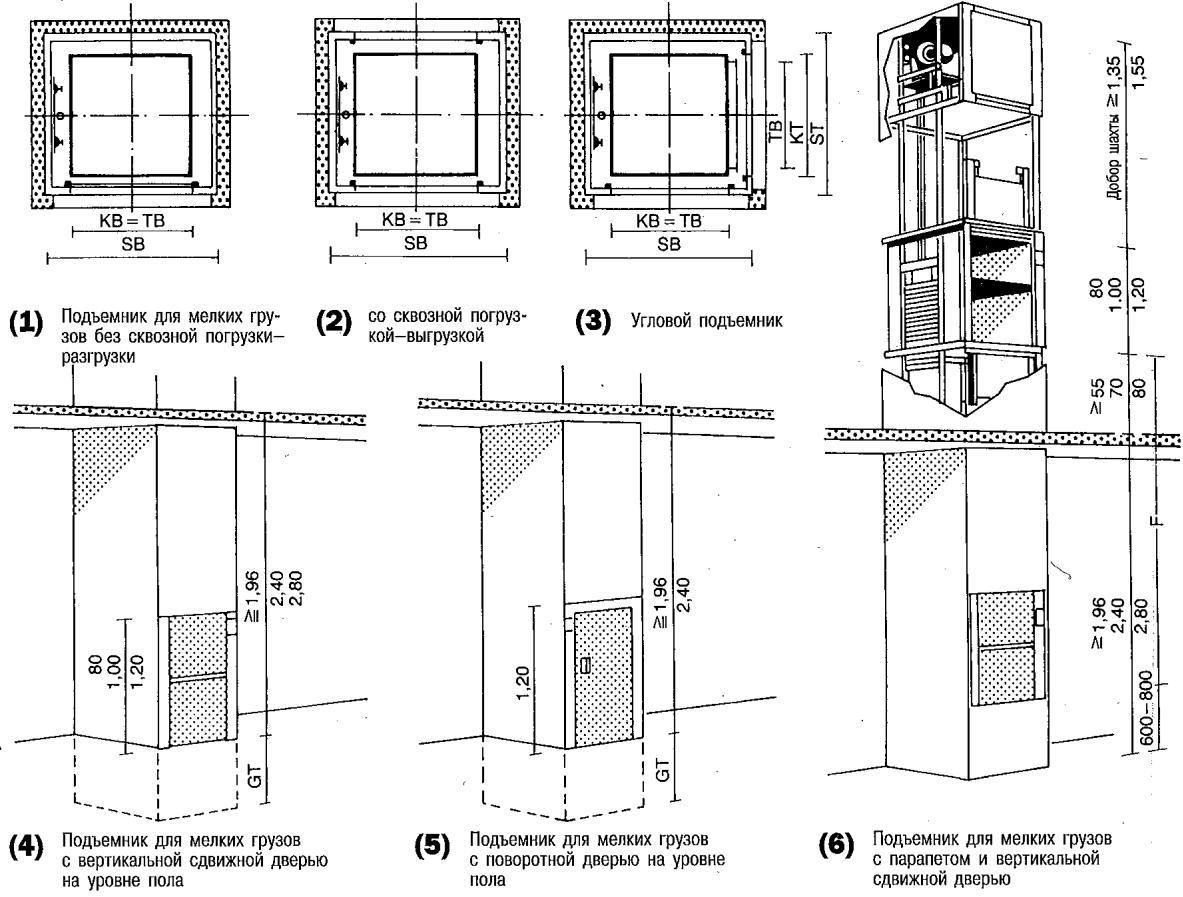 KB = TB
SB
KB = TB
SB
KB = TB
SB
TB
KT
ST
(1) Подъемник для мелких гру-
зов без сквозной погрузки–
разгрузки
(2) со сквозной погруз-
кой–выгрузкой
(3) Угловой подъемник
Добор шахты ≥ 1,35
1,55
80
1.00
1,20
≥ 55
70
80
F
≥ 1,96
2,40
2,80
600–800
80
1,00
1,20
≥ 1,96
2,40
2,80
GT
1,20
≥ 1,96
2,40
GT
(4) Подъемник для мелких грузов
с вертикальной сдвижной дверью
на уровне пола
(5) Подъемник для мелких грузов
с поворотной дверью на уровне
пола
(6) Подъемник для мелких грузов
с парапетом и вертикальной
сдвижной дверью